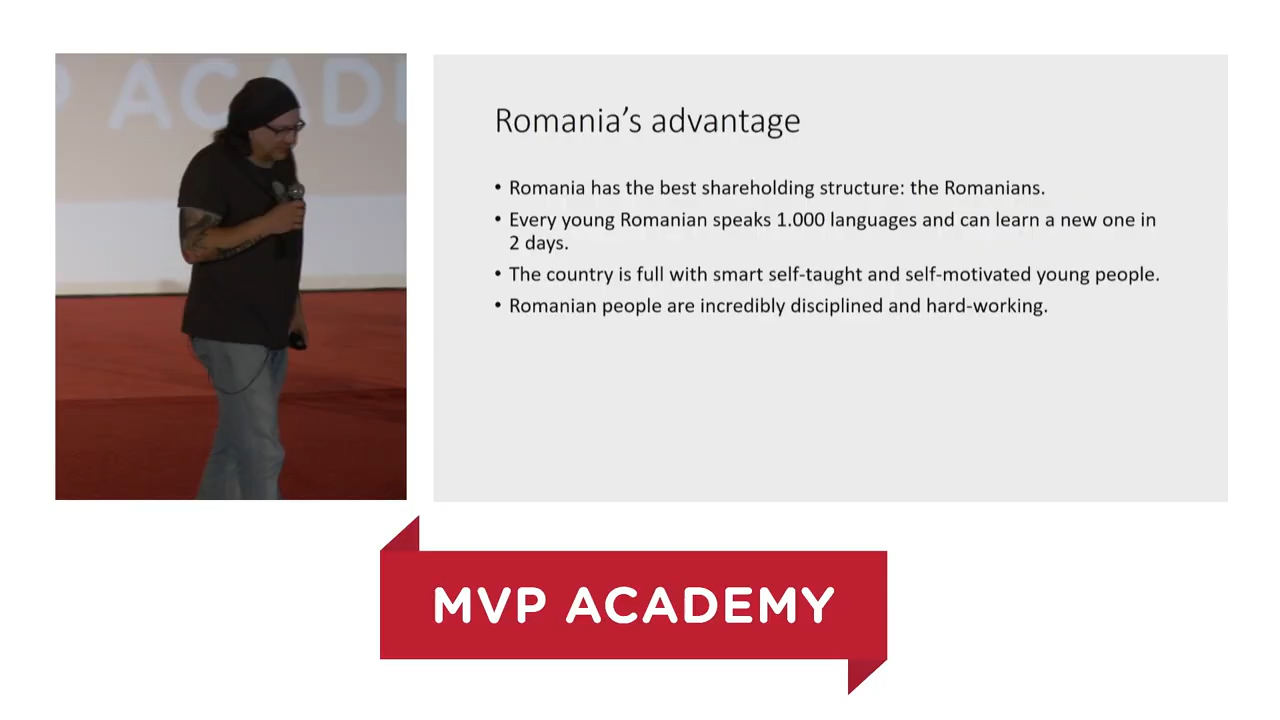 P ACADE
Romania’s advantage
• Romania has the best shareholding structure: the Romanians.
• Every young Romanian speaks 1.000 languages and can learn a new one in
2 days.
• The country is full with smart self-taught and self-motivated young people.
• Romanian people are incredibly disciplined and hard-working.
MVP ACADEMY